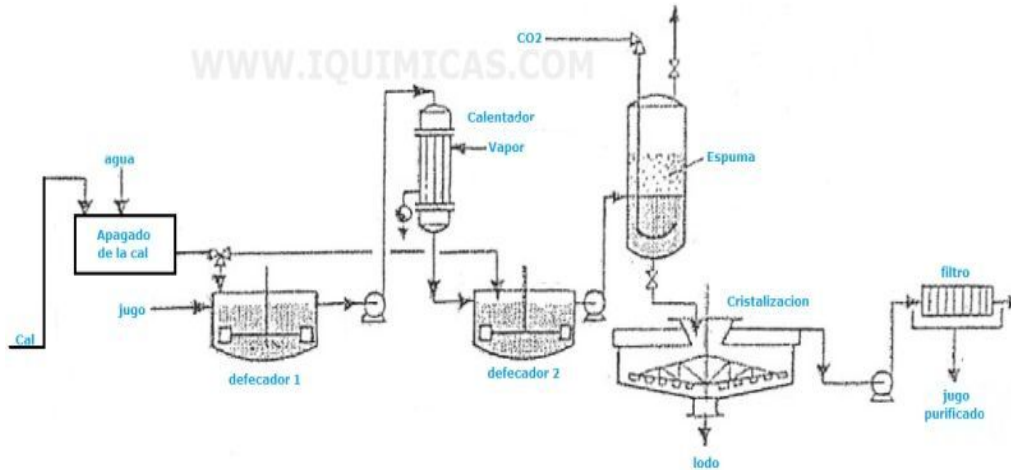 WWW.IQUIMICAS.COM
CO2
Calentador
Vapor
Espuma
agua
Apagado
de la cal
filtro
jugo
Cristalizacion
Cal
defecador 1
defecador 2
jugo
purificado
lodo